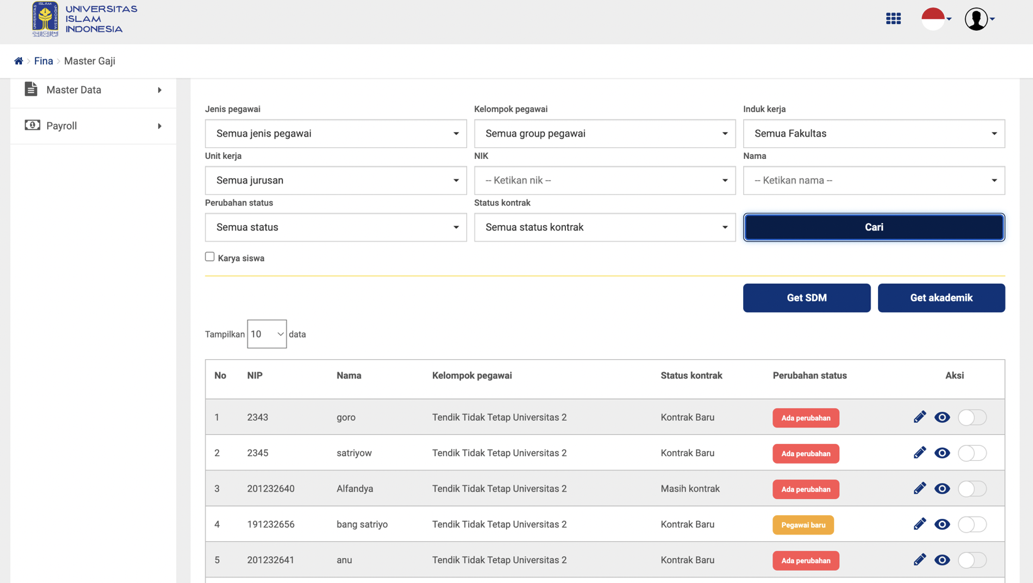 UNIVERSITAS
ISLAM
INDONESIA
Fina > Master Gaji
Master Data
Payroll
Jenis pegawai
Kelompok pegawai
Induk kerja
Semua jenis pegawai
Semua group pegawai
Semua Fakultas
Unit kerja
NIK
Nama
Semua jurusan
-- Ketikan nik --
-- Ketikan nama --
Perubahan status
Status kontrak
Semua status
Semua status kontrak
Cari
Karya siswa
Get SDM
Get akademik
Tampilkan 10 data
No NIP Nama Kelompok pegawai Status kontrak Perubahan status Aksi
1 2343 goro Tendik Tidak Tetap Universitas 2 Kontrak Baru Ada perubahan
2 2345 satriyow Tendik Tidak Tetap Universitas 2 Kontrak Baru Ada perubahan
3 201232640 Alfandya Tendik Tidak Tetap Universitas 2 Masih kontrak Ada perubahan
4 191232656 bang satriyo Tendik Tidak Tetap Universitas 2 Kontrak Baru Pegawai baru
5 201232641 anu Tendik Tidak Tetap Universitas 2 Kontrak Baru Ada perubahan